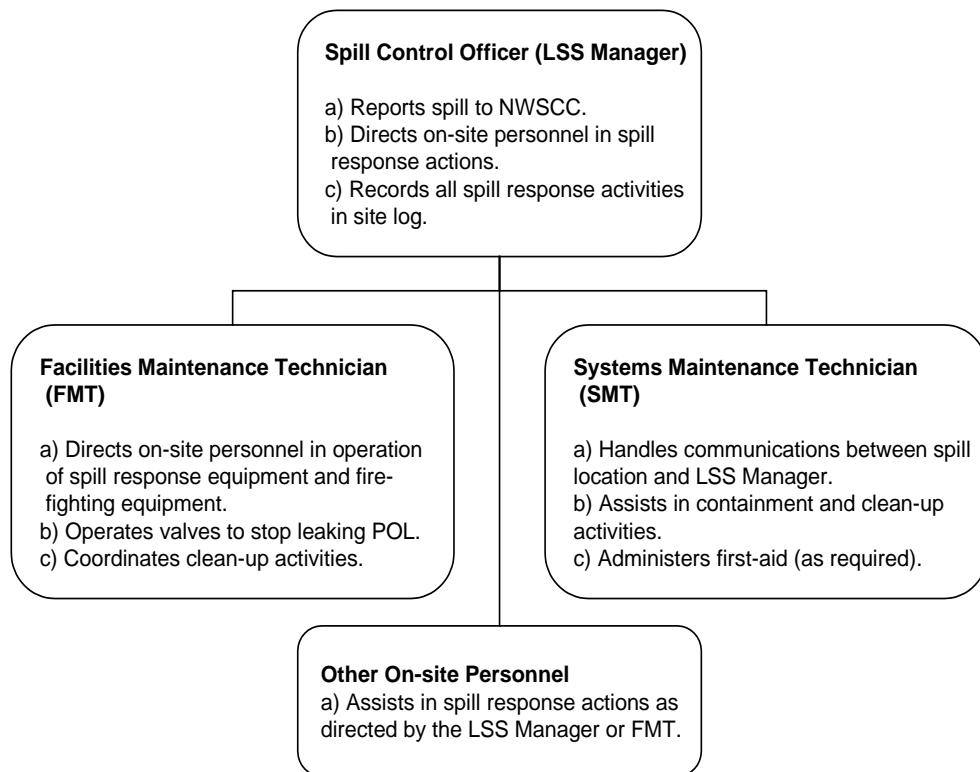 Spill Control Officer (LSS Manager)
a) Reports spill to NWSCC.
b) Directs on-site personnel in spill
response actions.
c) Records all spill response activities
in site log.
Facilities Maintenance Technician
(FMT)
a) Directs on-site personnel in operation
of spill response equipment and fire-
fighting equipment.
b) Operates valves to stop leaking POL.
c) Coordinates clean-up activities.
Systems Maintenance Technician
(SMT)
a) Handles communications between spill
location and LSS Manager.
b) Assists in containment and clean-up
activities.
c) Administers first-aid (as required).
Other On-site Personnel
a) Assists in spill response actions as
directed by the LSS Manager or FMT.